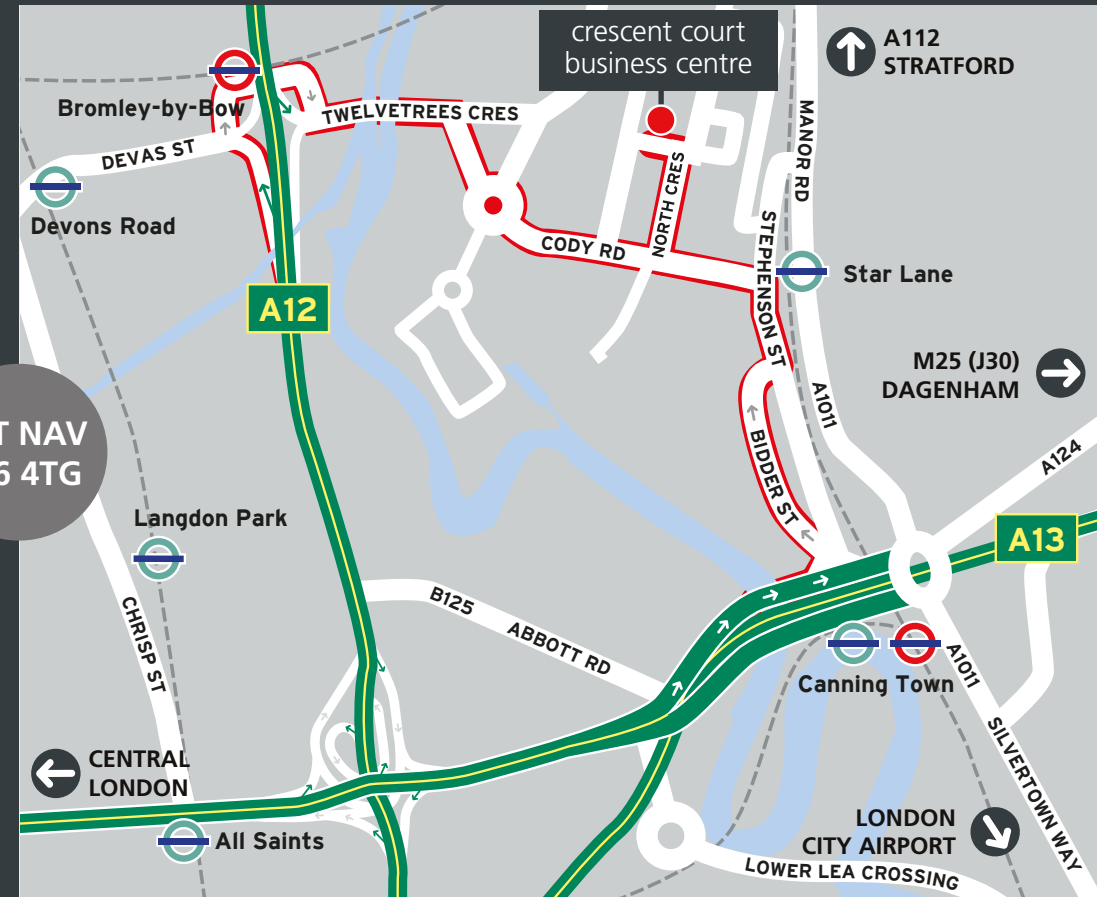 crescent court
business centre
A112
STRATFORD
Bromley-by-Bow
TWELVETREES CRES
MANOR RD
DEVAS ST
Devons Road
NORTH CRES
STEPHENSON ST
CODY RD
Star Lane
A12
M25 (J30)
DAGENHAM
A1011
NAV
4TG
BIDDER ST
A124
Langdon Park
A13
CHRISP ST
B125
ABBOTT RD
A1011
Canning Town
SILVERTOWN WAY
CENTRAL
LONDON
All Saints
LONDON
CITY AIRPORT
LOWER LEA CROSSING